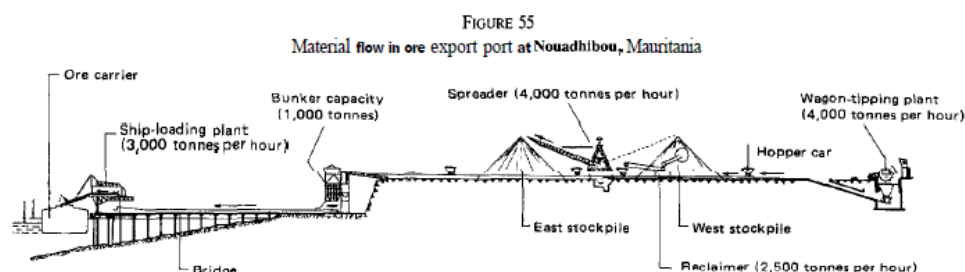 FIGURE 55
Material flow in ore export port at Nouadhibou, Mauritania
Ore carrier
Bunker capacity
(1,000 tonnes)
Spreader (4,000 tonnes per hour)
Wagon-tipping plant
(4,000 tonnes per hour)
Ship-loading plant
(3,000 tonnes per hour)
Hopper car
East stockpile
West stockpile
Bridge
Reclaimer (2,500 tonnes per hour)